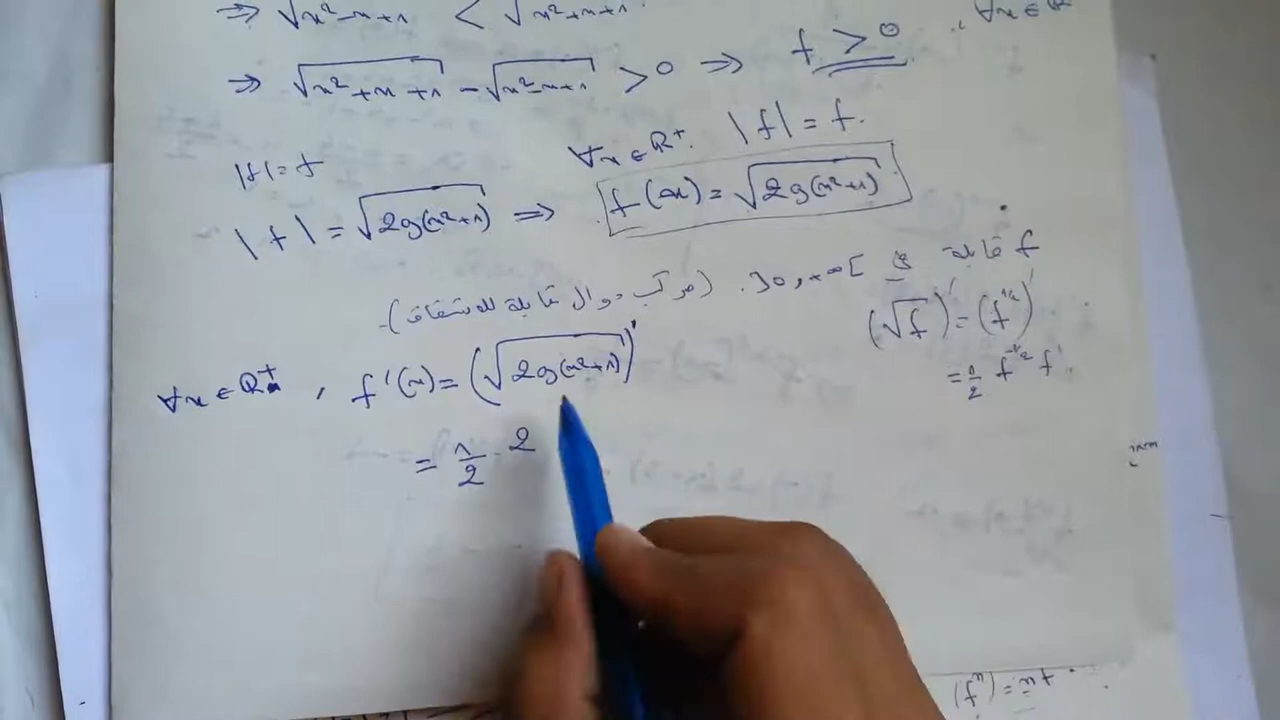 ⇒ √(x²-x+1) < √(x²+x+1)
∀x∈ℝ
⇒ √(x²+x+1) - √(x²-x+1) > 0 ⇒ f > 0
|f| = f
∀x∈ℝ⁺. |f| = f.
|f| = √(2g(x²+1)) ⇒ f(x) = √(2g(x²+1))
f قابلة في ]0,+∞[. (مركب دوال قابلة للاشتقاق).
(√f)' = (f^{1/2})'
= 1/2 f^{-1/2} f'.
∀x∈ℝ*⁺, f'(x) = (√(2g(x²+1)))'
= 1/2 · 2